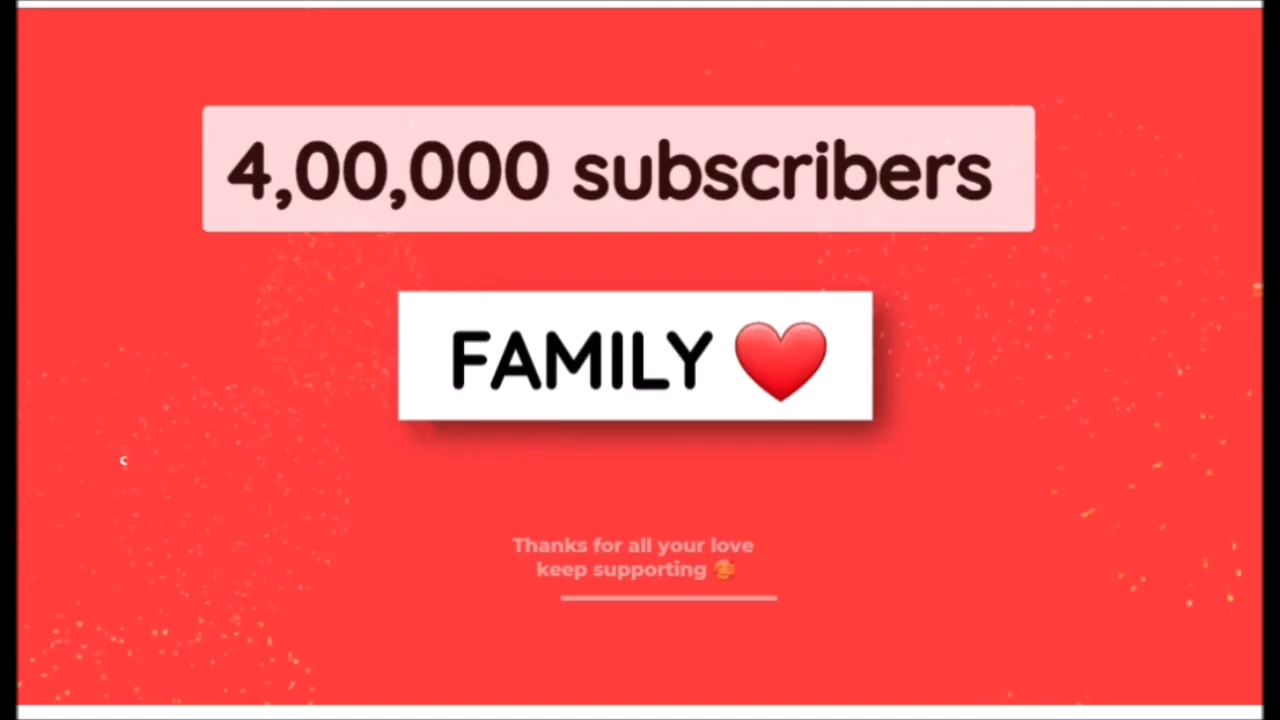 4,00,000 subscribers
FAMILY ❤️
Thanks for all your love
keep supporting 🥰